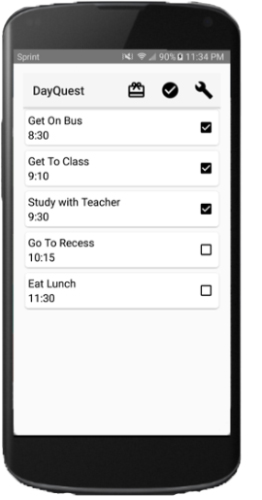 Sprint 90% 11:34 PM
DayQuest
Get On Bus
8:30
Get To Class
9:10
Study with Teacher
9:30
Go To Recess
10:15
Eat Lunch
11:30